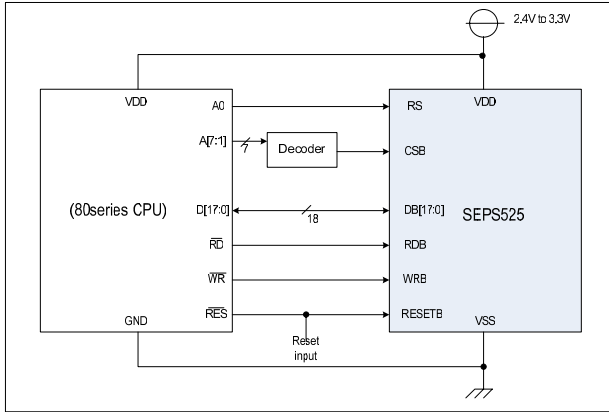 2.4V to 3.3V
VDD
VDD
A0
RS
A[7:1]
7
Decoder
CSB
(80series CPU)
D[17:0]
18
DB[17:0]
SEPS525
RD
RDB
WR
WRB
RES
RESETB
GND
VSS
Reset
input